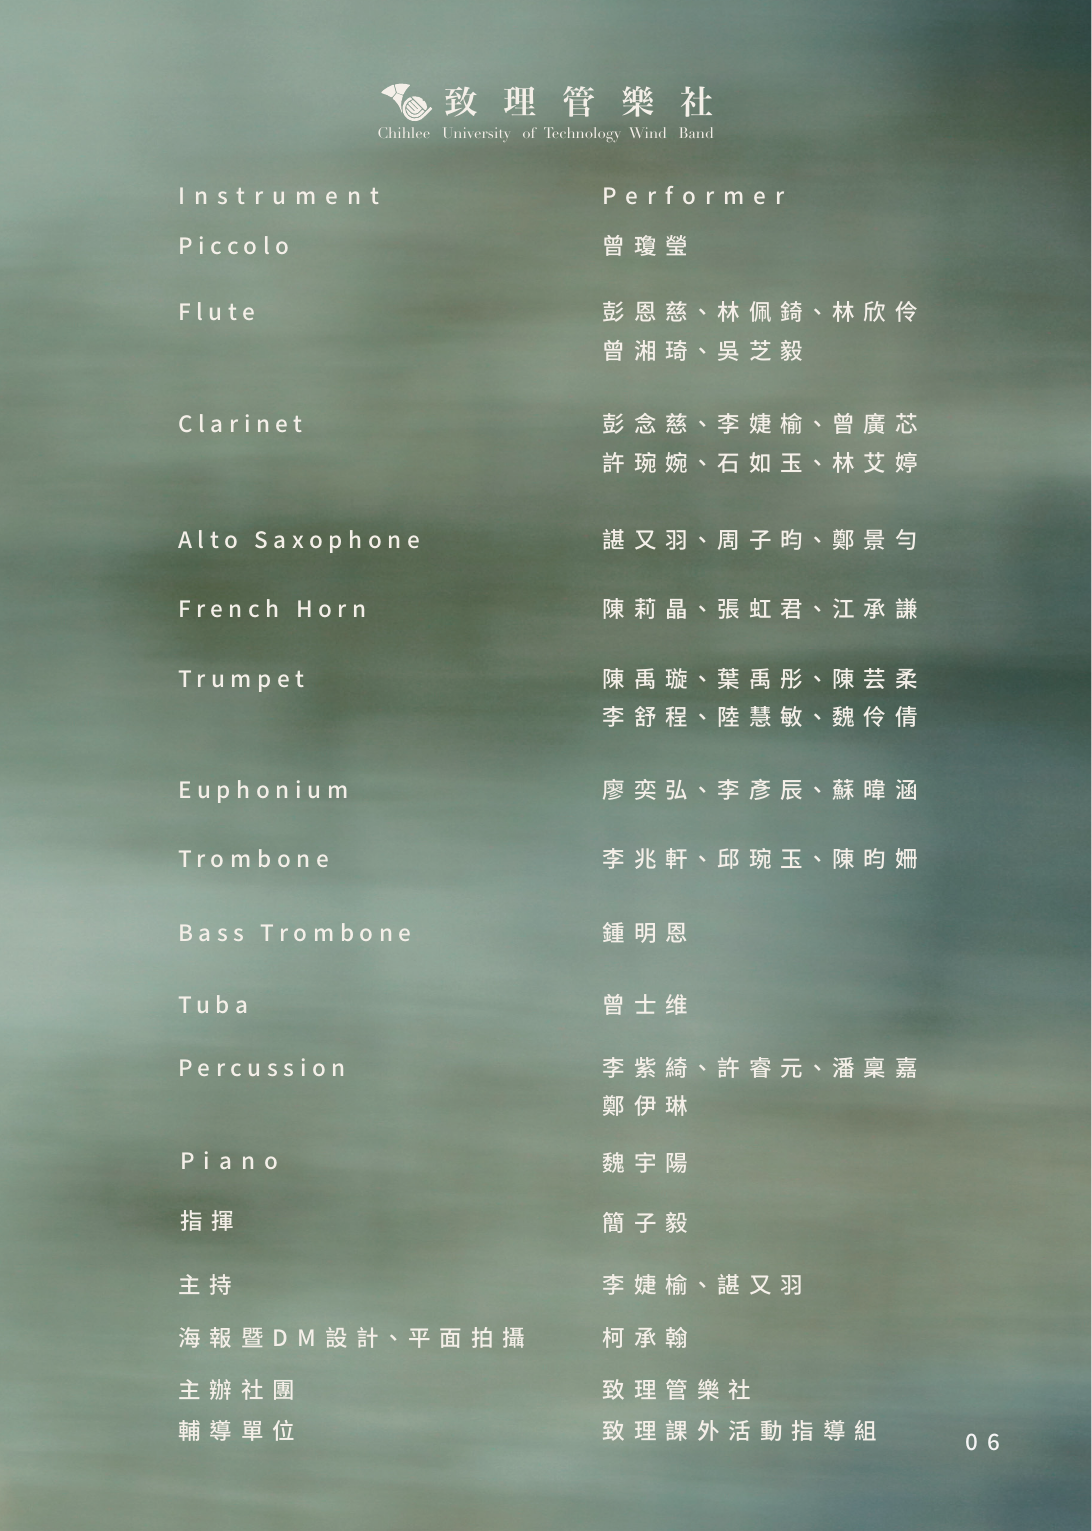 致理管樂社
Chihlee University of Technology Wind Band
Instrument Performer
Piccolo 曾瓊瑩
Flute 彭恩慈、林佩錡、林欣伶
曾湘琦、吳芝毅
Clarinet 彭念慈、李婕榆、曾廣芯
許琬婉、石如玉、林艾婷
Alto Saxophone 諶又羽、周子昀、鄭景勻
French Horn 陳莉晶、張虹君、江承謙
Trumpet 陳禹璇、葉禹彤、陳芸柔
李舒程、陸慧敏、魏伶倩
Euphonium 廖奕弘、李彥辰、蘇暐涵
Trombone 李兆軒、邱琬玉、陳昀姍
Bass Trombone 鍾明恩
Tuba 曾士维
Percussion 李紫綺、許睿元、潘稟嘉
鄭伊琳
Piano 魏宇陽
指揮 簡子毅
主持 李婕榆、諶又羽
海報暨DM設計、平面拍攝 柯承翰
主辦社團 致理管樂社
輔導單位 致理課外活動指導組
06